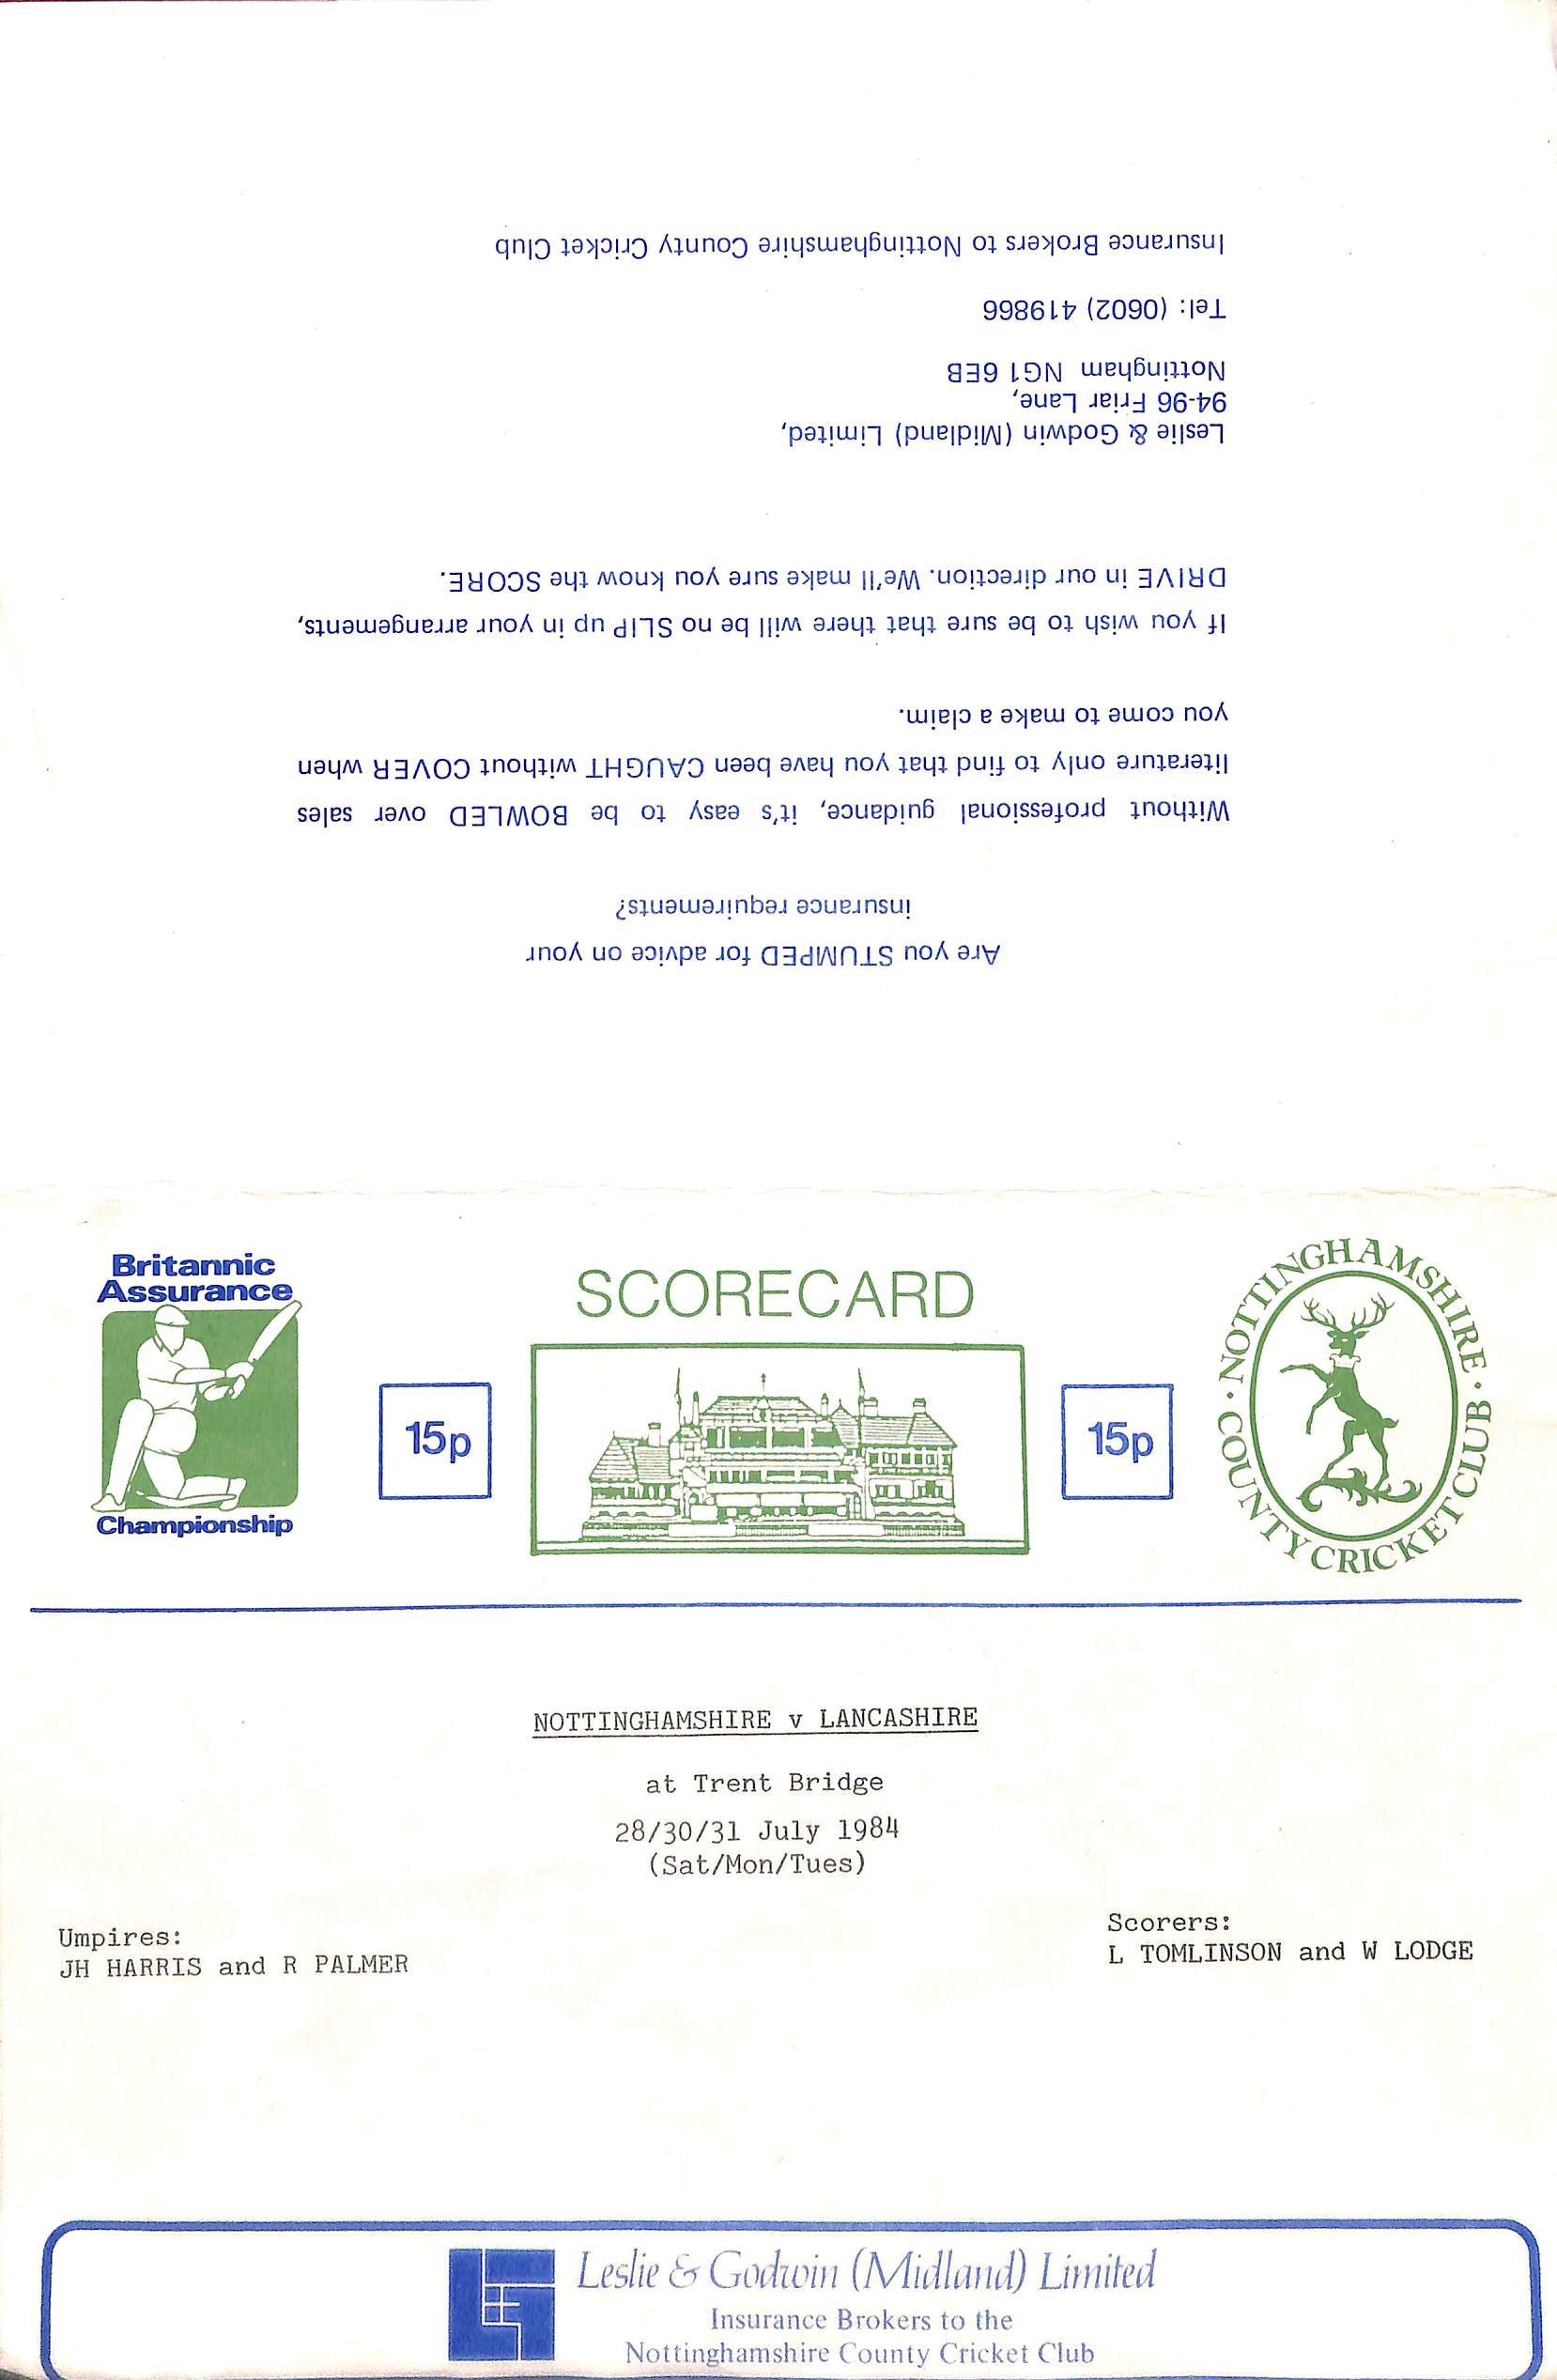 Are you STUMPED for advice on your
insurance requirements?
Without professional guidance, it's easy to be BOWLED over sales
literature only to find that you have been CAUGHT without COVER when
you come to make a claim.
If you wish to be sure that there will be no SLIP up in your arrangements,
DRIVE in our direction. We'll make sure you know the SCORE.
Leslie & Godwin (Midland) Limited,
94-96 Friar Lane,
Nottingham NG1 6EB
Tel: (0602) 419866
Insurance Brokers to Nottinghamshire County Cricket Club
Britannic
Assurance
Championship
15p
SCORECARD
15p
NOTTINGHAMSHIRE · COUNTY CRICKET CLUB ·
NOTTINGHAMSHIRE v LANCASHIRE
at Trent Bridge
28/30/31 July 1984
(Sat/Mon/Tues)
Umpires:
JH HARRIS and R PALMER
Scorers:
L TOMLINSON and W LODGE
Leslie & Godwin (Midland) Limited
Insurance Brokers to the
Nottinghamshire County Cricket Club